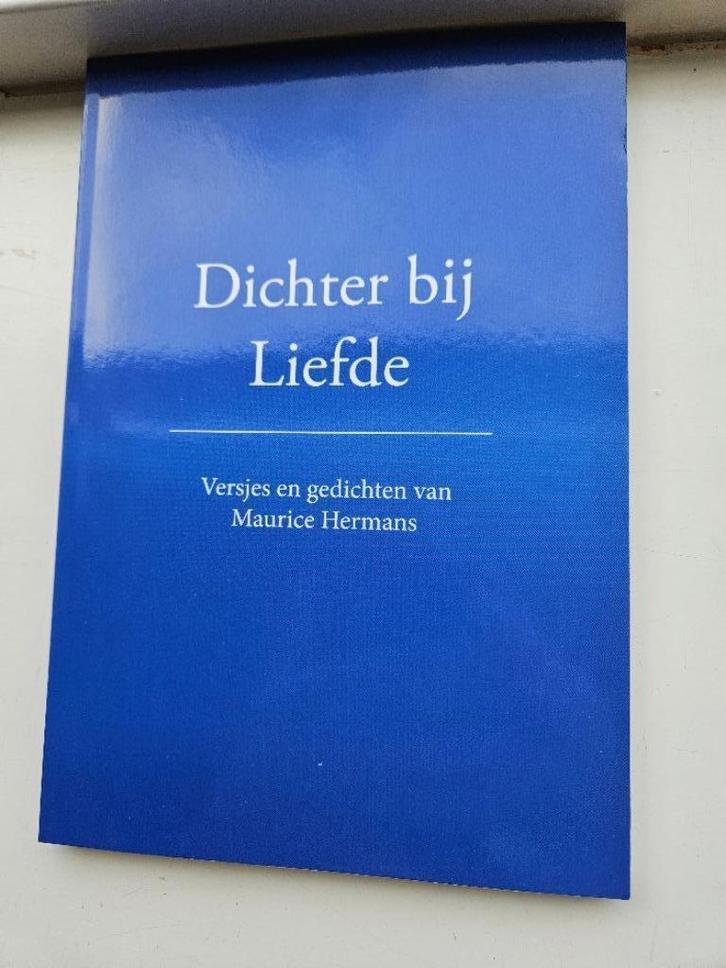 Dichter bij
Liefde
Versjes en gedichten van
Maurice Hermans